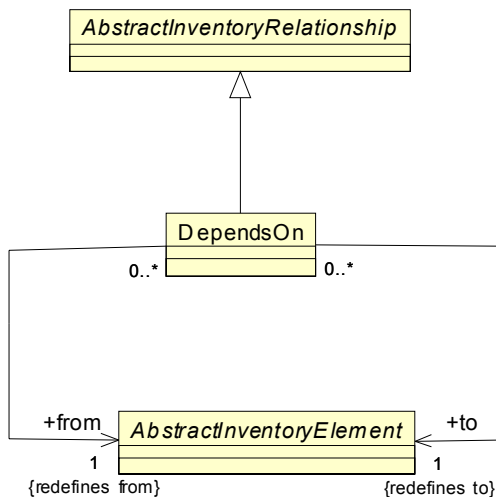 AbstractInventoryRelationship
DependsOn
0..* 0..*
+from +to
AbstractInventoryElement
1 1
{redefines from} {redefines to}